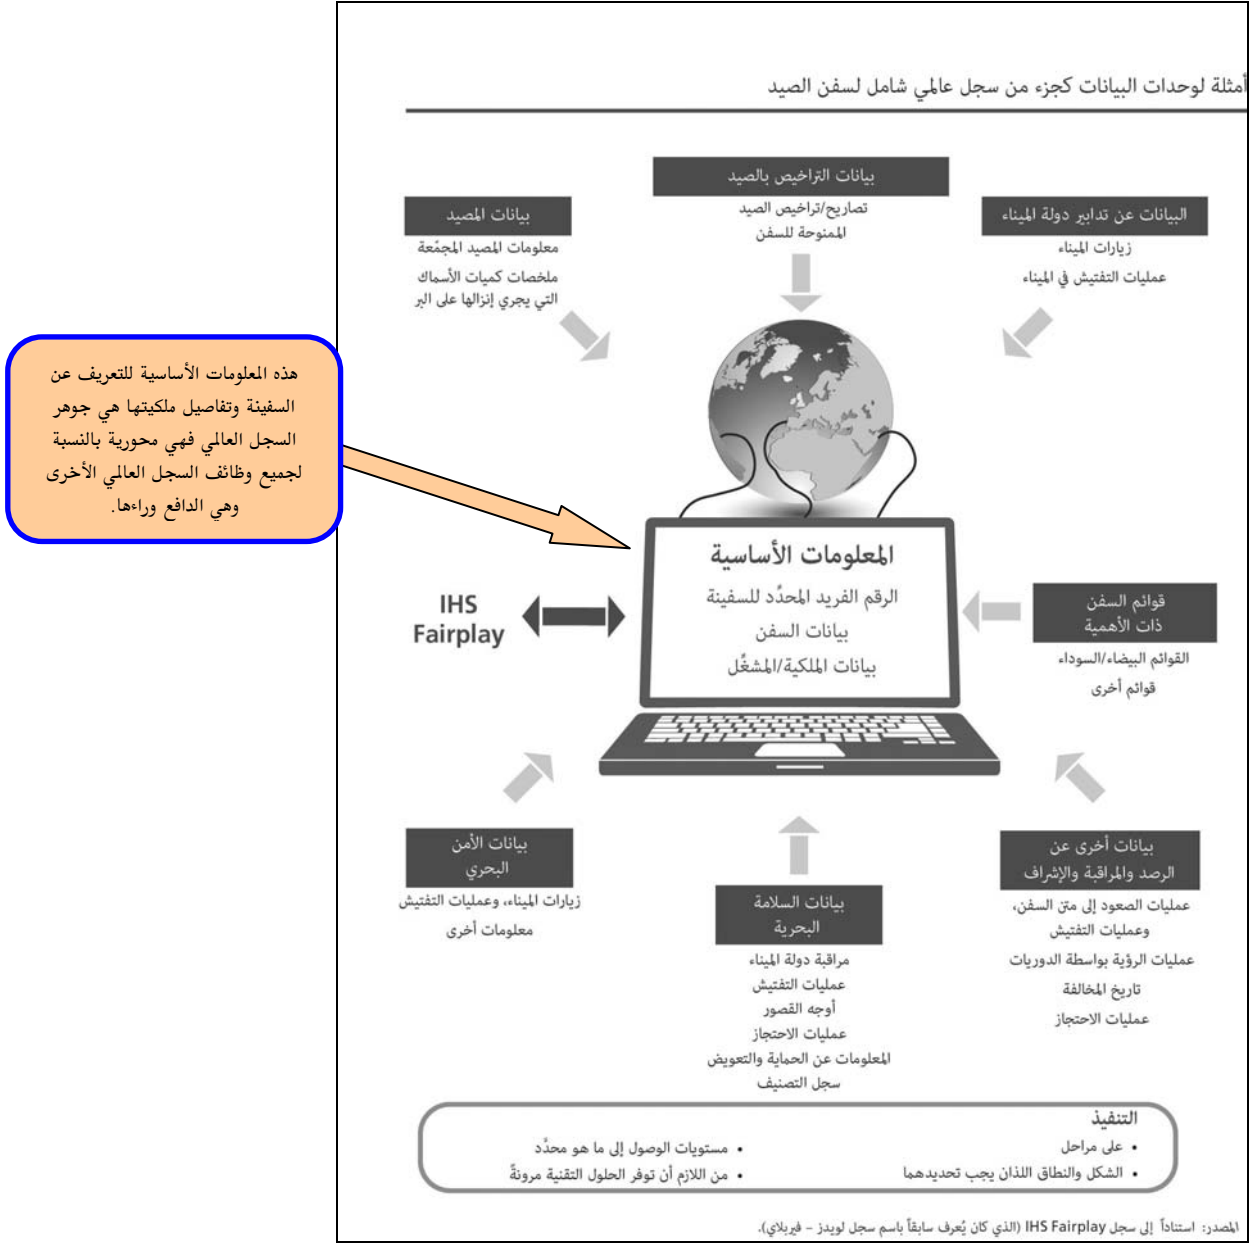 أمثلة لوحدات البيانات كجزء من سجل عالمي شامل لسفن الصيد
بيانات التراخيص بالصيد
تصاريح/تراخيص الصيد
الممنوحة للسفن
البيانات عن تدابير دولة الميناء
زيارات الميناء
عمليات التفتيش في الميناء
بيانات المصيد
معلومات المصيد المجمّعة
ملخصات كميات الأسماك
التي يجري إنزالها على البر
هذه المعلومات الأساسية للتعريف عن
السفينة وتفاصيل ملكيتها هي جوهر
السجل العالمي فهي محورية بالنسبة
لجميع وظائف السجل العالمي الأخرى
وهي الدافع وراءها.
المعلومات الأساسية
الرقم الفريد المحدَّد للسفينة
بيانات السفن
بيانات الملكية/المشغِّل
IHS
Fairplay
قوائم السفن
ذات الأهمية
القوائم البيضاء/السوداء
قوائم أخرى
بيانات أخرى عن
الرصد والمراقبة والإشراف
عمليات الصعود إلى متن السفن،
وعمليات التفتيش
عمليات الرؤية بواسطة الدوريات
تاريخ المخالفة
عمليات الاحتجاز
بيانات السلامة
البحرية
مراقبة دولة الميناء
عمليات التفتيش
أوجه القصور
عمليات الاحتجاز
المعلومات عن الحماية والتعويض
سجل التصنيف
بيانات الأمن
البحري
زيارات الميناء، وعمليات التفتيش
معلومات أخرى
التنفيذ
• على مراحل
• الشكل والنطاق اللذان يجب تحديدهما
• مستويات الوصول إلى ما هو محدَّد
• من اللازم أن توفر الحلول التقنية مرونةً
المصدر: استناداً إلى سجل IHS Fairplay (الذي كان يُعرف سابقاً باسم سجل لويدز – فيربلاي).